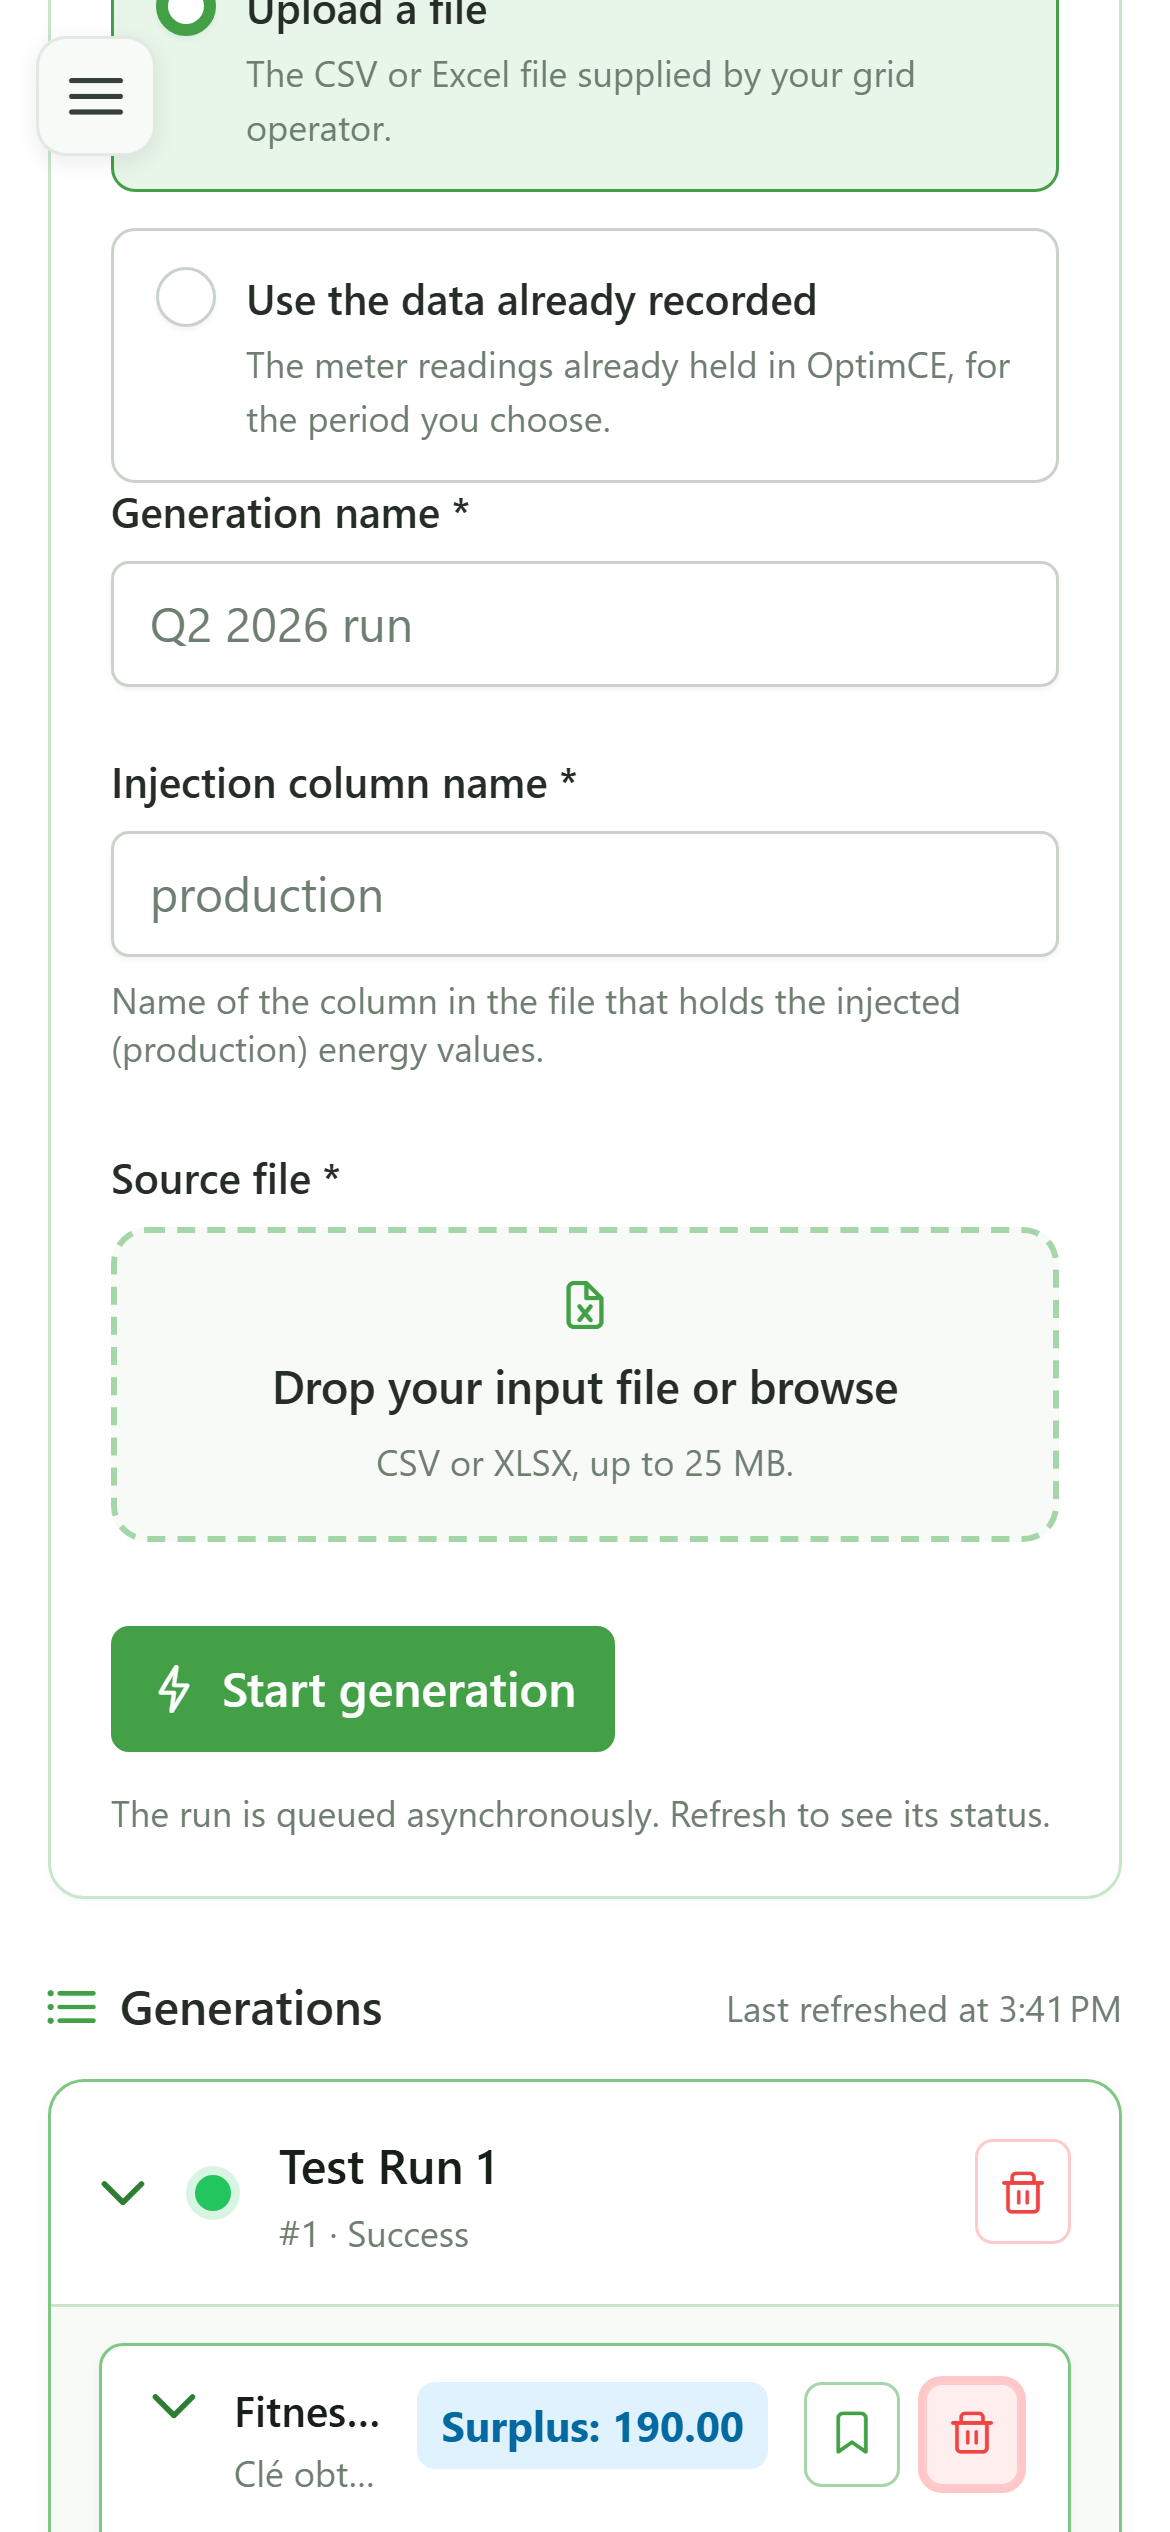 Upload a file
The CSV or Excel file supplied by your grid
operator.
Use the data already recorded
The meter readings already held in OptimCE, for
the period you choose.
Generation name *
Q2 2026 run
Injection column name *
production
Name of the column in the file that holds the injected
(production) energy values.
Source file *
Drop your input file or browse
CSV or XLSX, up to 25 MB.
Start generation
The run is queued asynchronously. Refresh to see its status.
Generations
Last refreshed at 3:41 PM
Test Run 1
#1 · Success
Fitnes...
Surplus: 190.00
Clé obt...